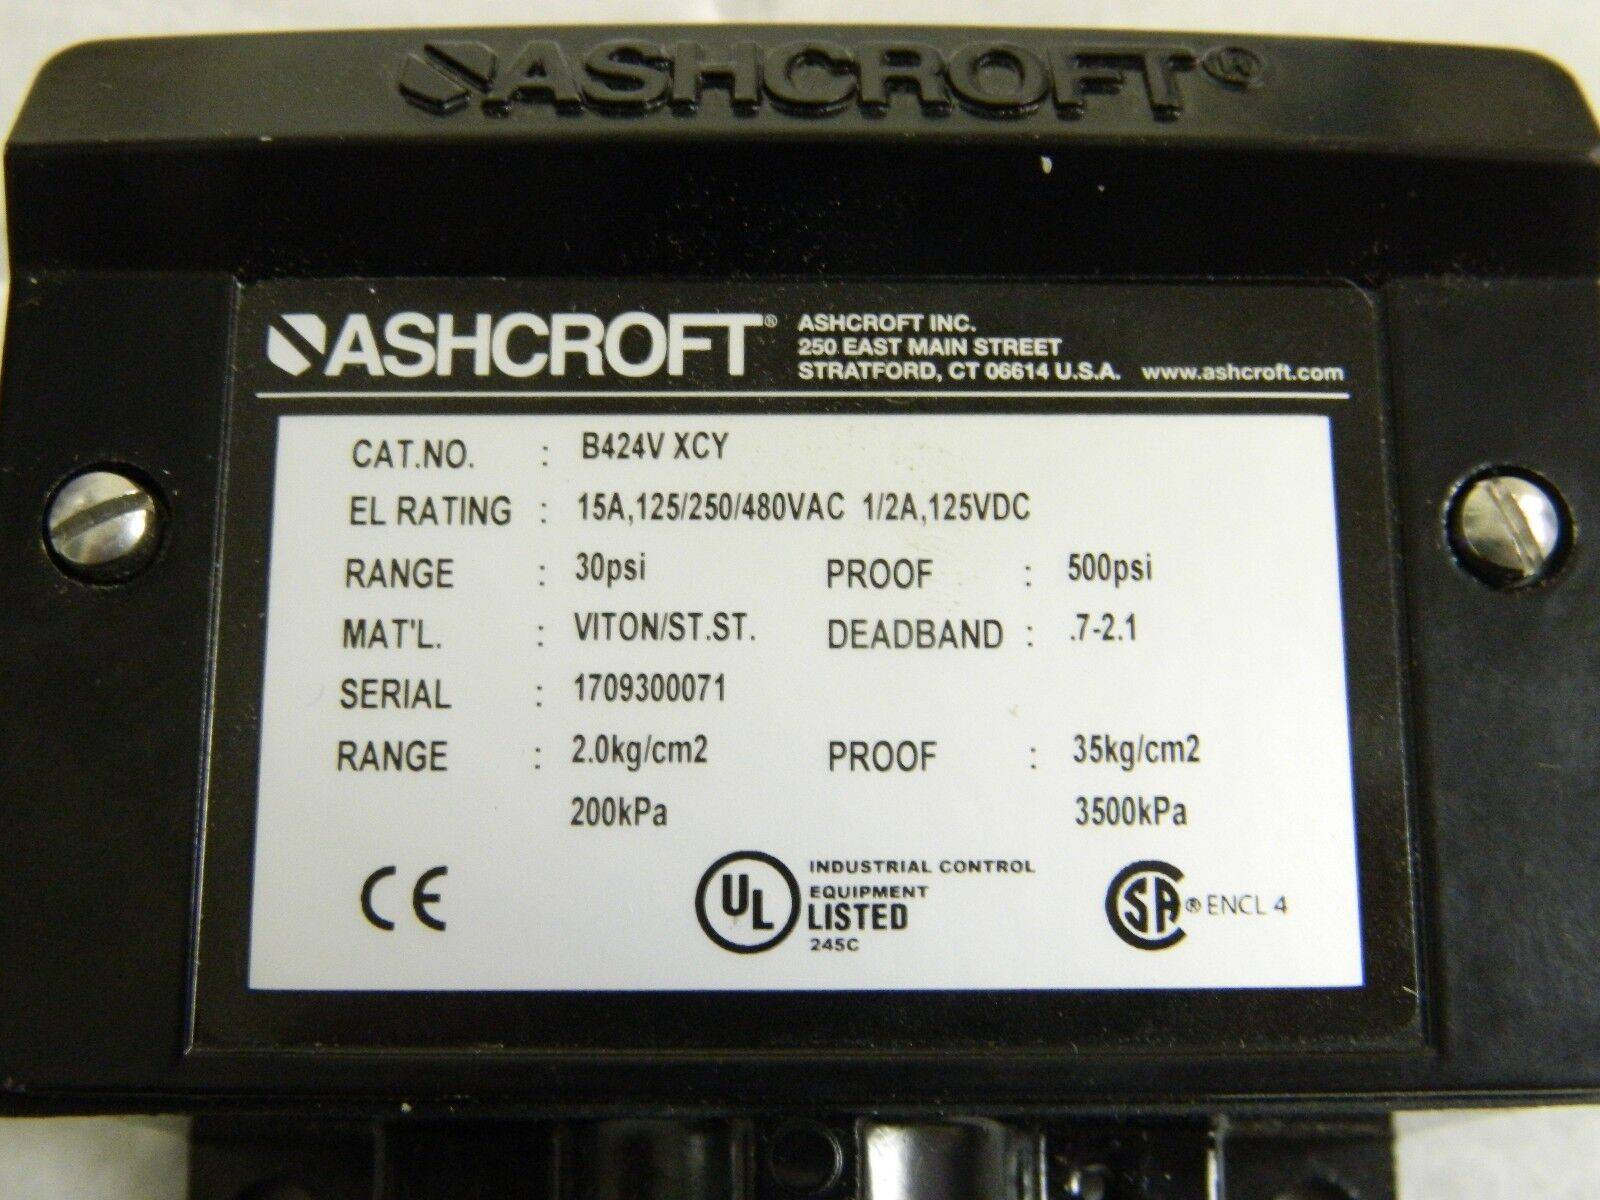 ASHCROFT®
ASHCROFT®
ASHCROFT INC.
250 EAST MAIN STREET
STRATFORD, CT 06614 U.S.A. www.ashcroft.com
CAT.NO. : B424V XCY
EL RATING : 15A,125/250/480VAC 1/2A,125VDC
RANGE : 30psi PROOF : 500psi
MAT'L. : VITON/ST.ST. DEADBAND : .7-2.1
SERIAL : 1709300071
RANGE : 2.0kg/cm2 PROOF : 35kg/cm2
200kPa 3500kPa
CE
UL
INDUSTRIAL CONTROL
EQUIPMENT
LISTED
245C
CSA ® ENCL 4